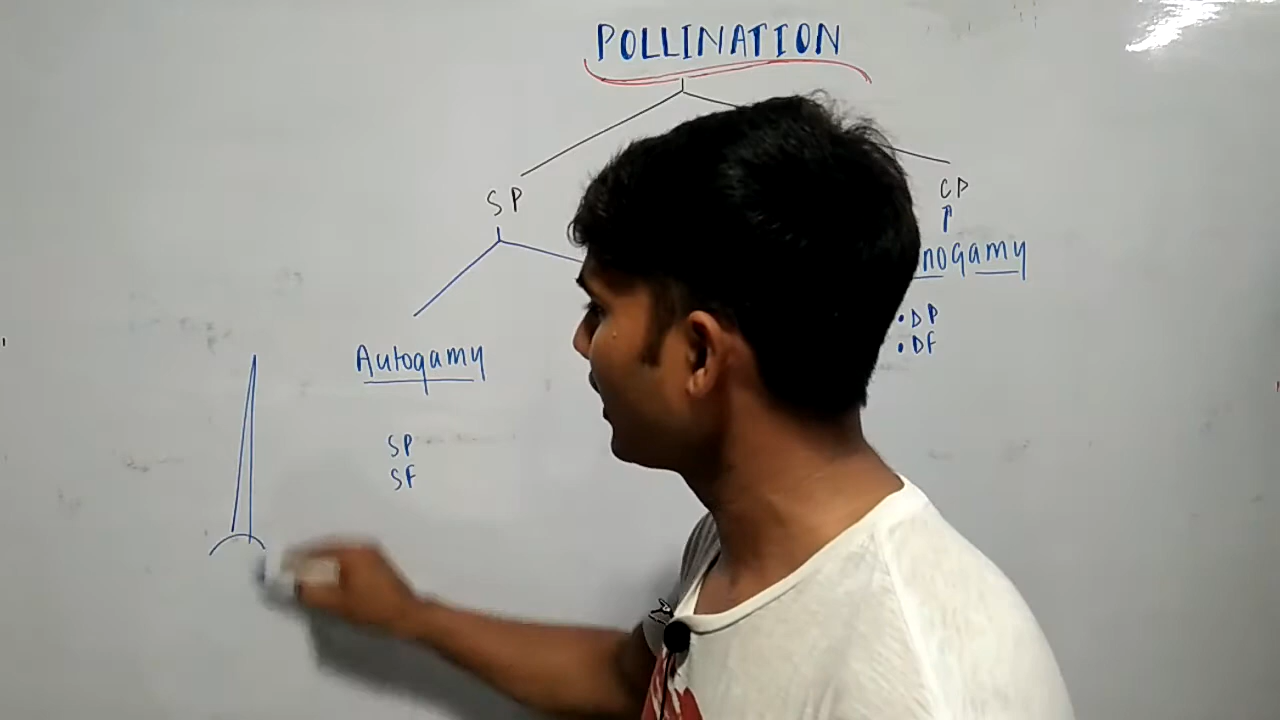 POLLINATION
SP
CP
nogamy
• DP
• DF
Autogamy
SP
SF